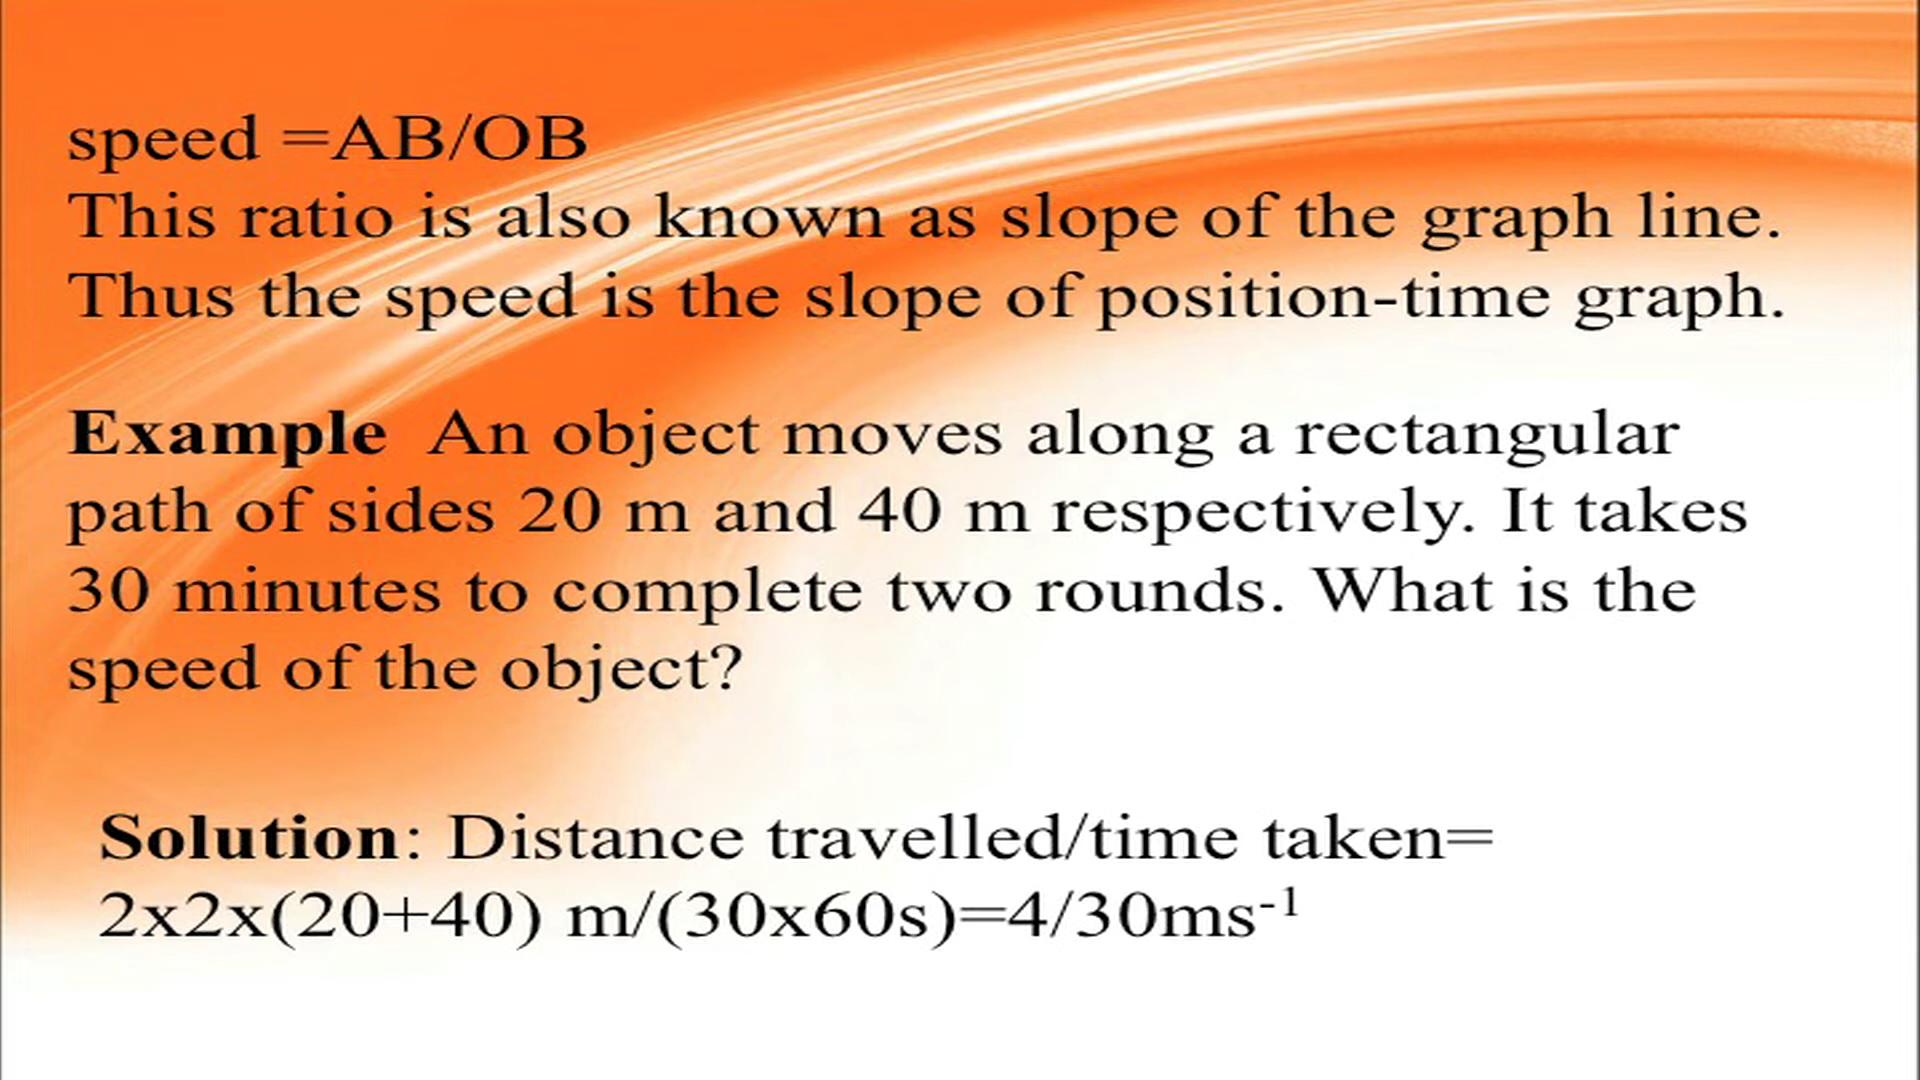 speed =AB/OB
This ratio is also known as slope of the graph line.
Thus the speed is the slope of position-time graph.
Example An object moves along a rectangular
path of sides 20 m and 40 m respectively. It takes
30 minutes to complete two rounds. What is the
speed of the object?
Solution: Distance travelled/time taken=
2x2x(20+40) m/(30x60s)=4/30ms⁻¹